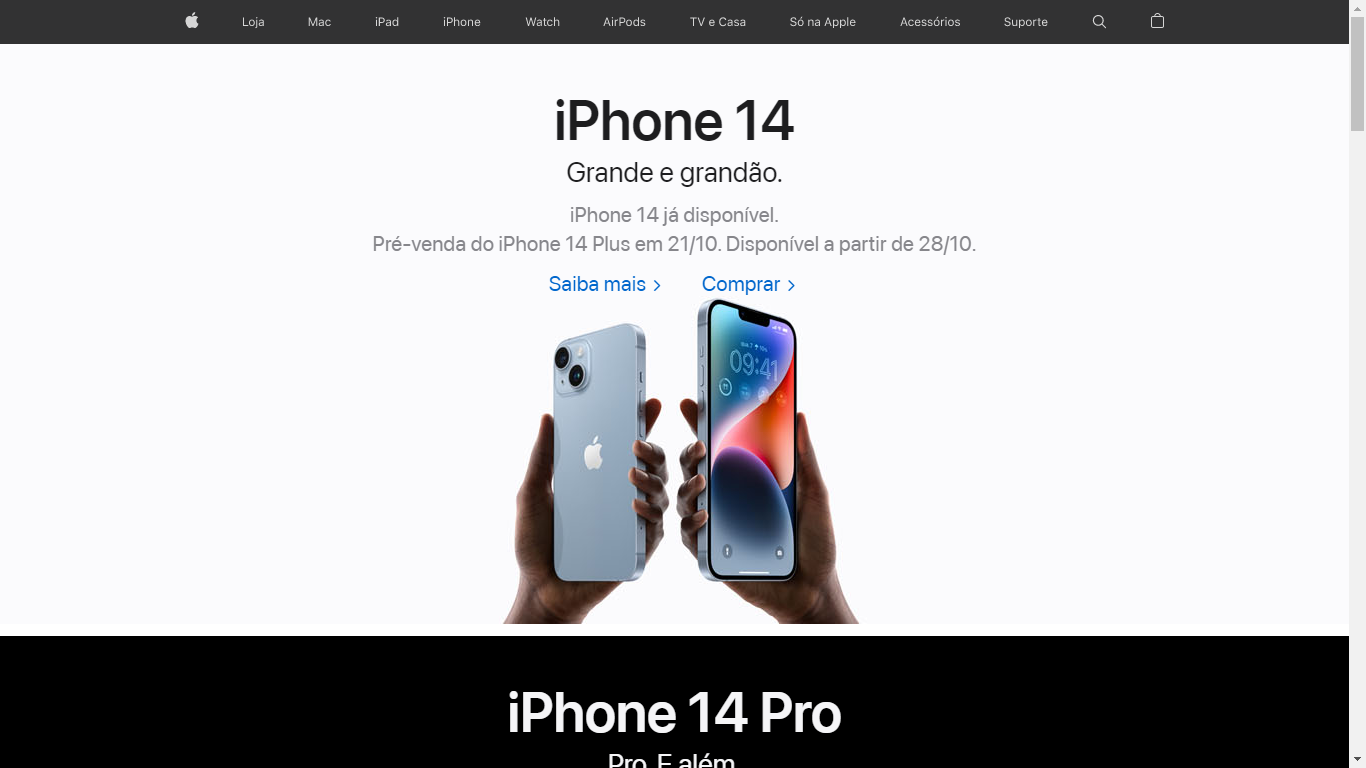 Loja Mac iPad iPhone Watch AirPods TV e Casa Só na Apple Acessórios Suporte
iPhone 14
Grande e grandão.
iPhone 14 já disponível.
Pré-venda do iPhone 14 Plus em 21/10. Disponível a partir de 28/10.
Saiba mais > Comprar >
09:41
iPhone 14 Pro
Pro. E além.